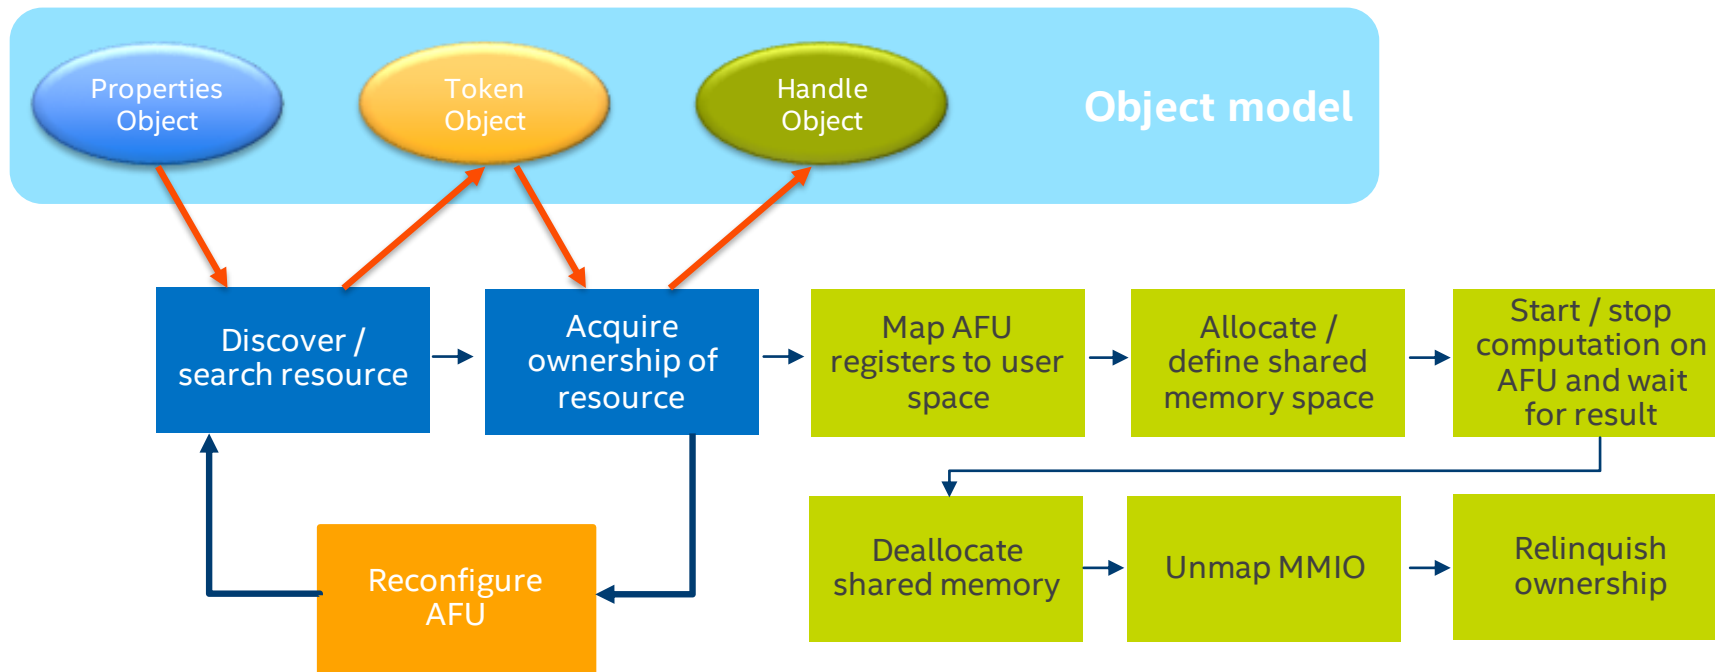 Properties
Object
Token
Object
Handle
Object
Object model
Discover /
search resource
Acquire
ownership of
resource
Map AFU
registers to user
space
Allocate /
define shared
memory space
Start / stop
computation on
AFU and wait
for result
Reconfigure
AFU
Deallocate
shared memory
Unmap MMIO
Relinquish
ownership